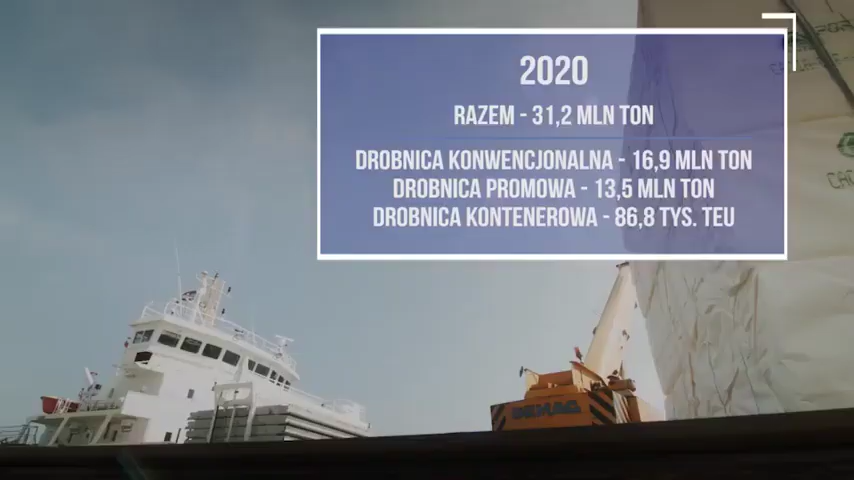 2020
RAZEM - 31,2 MLN TON
DROBNICA KONWENCJONALNA - 16,9 MLN TON
DROBNICA PROMOWA - 13,5 MLN TON
DROBNICA KONTENEROWA - 86,8 TYS. TEU
DEMAG